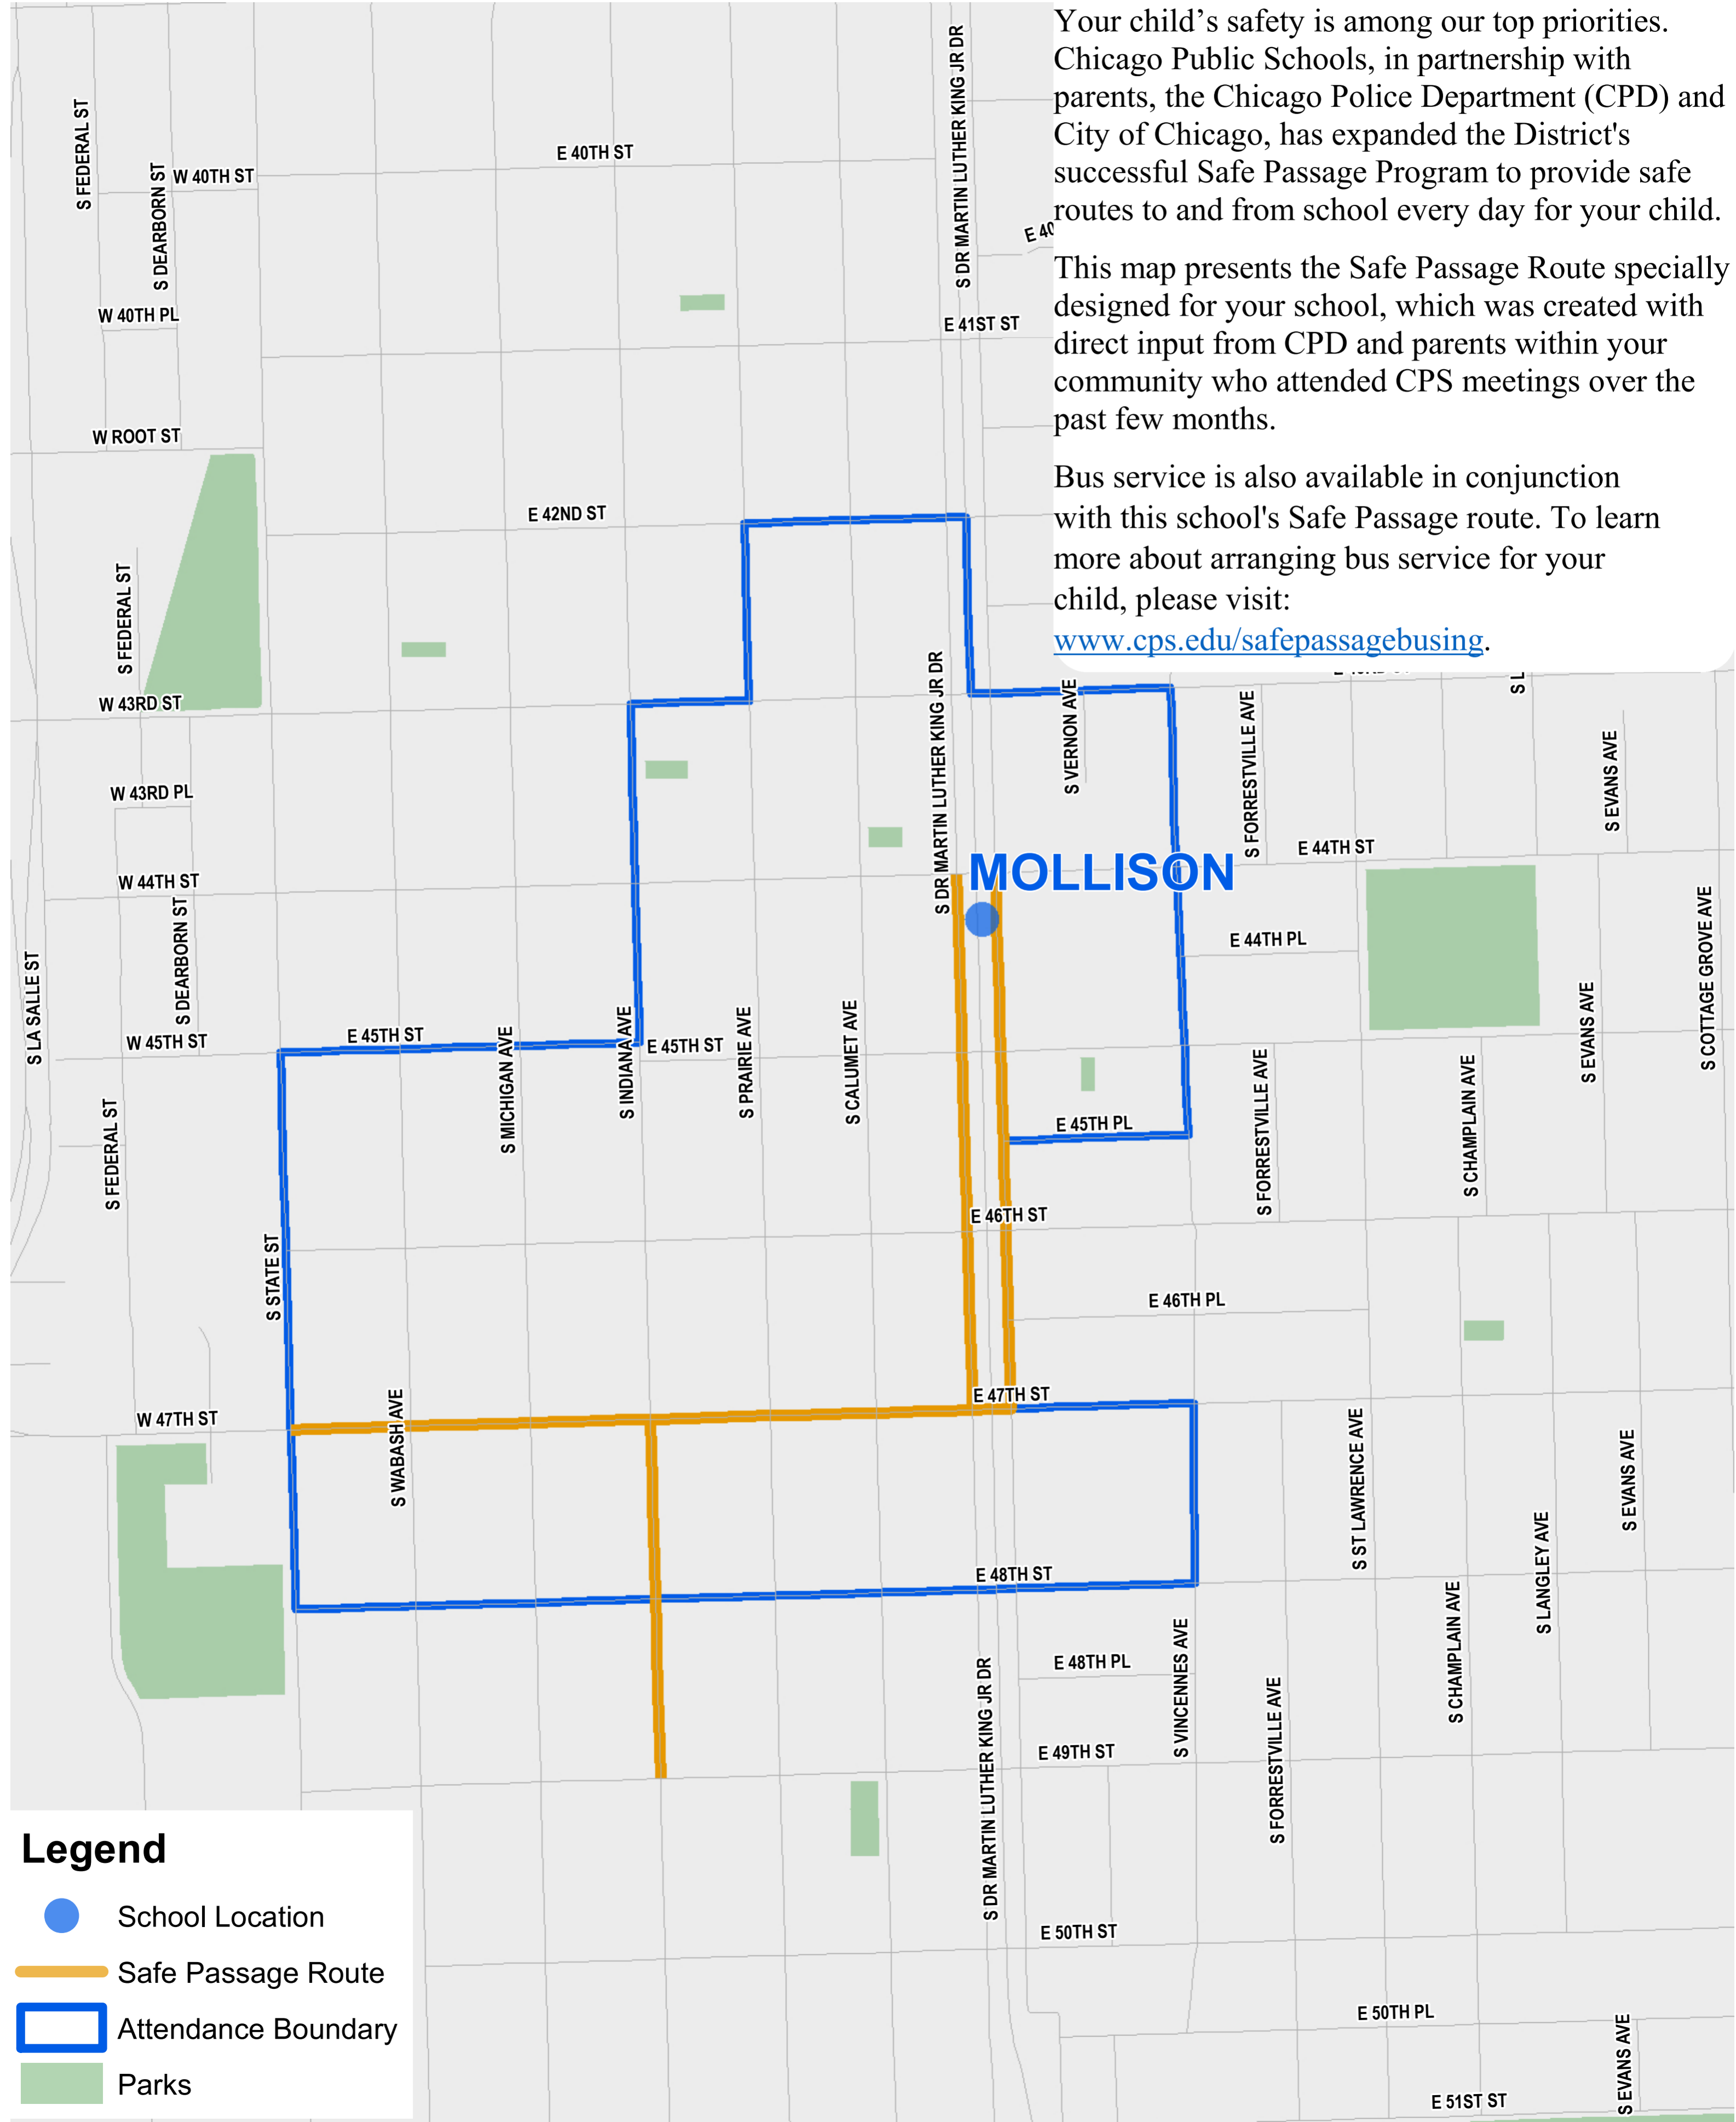 Your child’s safety is among our top priorities.
Chicago Public Schools, in partnership with
parents, the Chicago Police Department (CPD) and
City of Chicago, has expanded the District's
successful Safe Passage Program to provide safe
routes to and from school every day for your child.
This map presents the Safe Passage Route specially
designed for your school, which was created with
direct input from CPD and parents within your
community who attended CPS meetings over the
past few months.
Bus service is also available in conjunction
with this school's Safe Passage route. To learn
more about arranging bus service for your
child, please visit:
www.cps.edu/safepassagebusing.
S FEDERAL ST
S DEARBORN ST
W 40TH ST
E 40TH ST
S DR MARTIN LUTHER KING JR DR
E 40
W 40TH PL
E 41ST ST
W ROOT ST
E 42ND ST
S FEDERAL ST
W 43RD ST
S DR MARTIN LUTHER KING JR DR
S VERNON AVE
S FORRESTVILLE AVE
S L
S EVANS AVE
W 43RD PL
E 44TH ST
MOLLISON
W 44TH ST
S DEARBORN ST
E 44TH PL
S COTTAGE GROVE AVE
S LA SALLE ST
W 45TH ST
E 45TH ST
S MICHIGAN AVE
S INDIANA AVE
E 45TH ST
S PRAIRIE AVE
S CALUMET AVE
S EVANS AVE
S FORRESTVILLE AVE
S CHAMPLAIN AVE
E 45TH PL
S FEDERAL ST
S STATE ST
E 46TH ST
E 46TH PL
E 47TH ST
W 47TH ST
S WABASH AVE
S ST LAWRENCE AVE
S EVANS AVE
S LANGLEY AVE
E 48TH ST
S CHAMPLAIN AVE
S VINCENNES AVE
E 48TH PL
S DR MARTIN LUTHER KING JR DR
S FORRESTVILLE AVE
E 49TH ST
E 50TH ST
E 50TH PL
S EVANS AVE
E 51ST ST
Legend
School Location
Safe Passage Route
Attendance Boundary
Parks